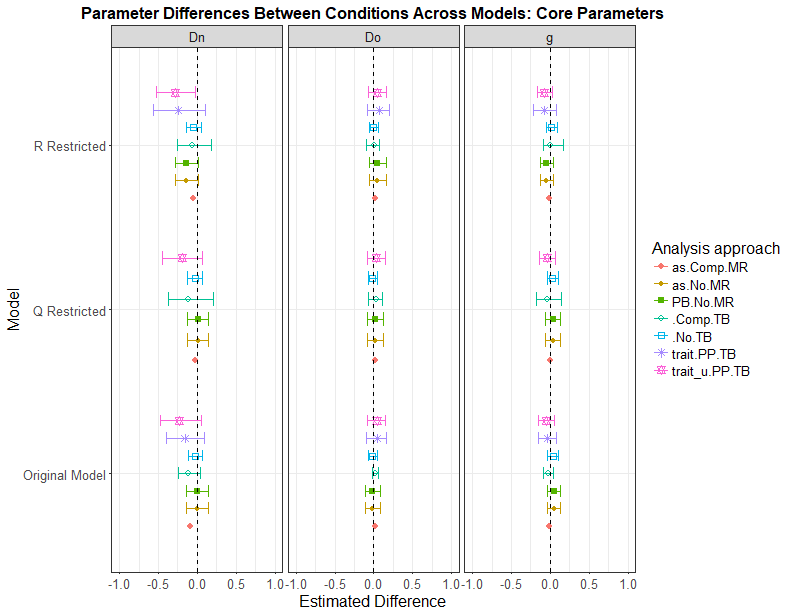 Parameter Differences Between Conditions Across Models: Core Parameters
Dn Do g
Model
R Restricted
Q Restricted
Original Model
-1.0 -0.5 0.0 0.5 1.0 -1.0 -0.5 0.0 0.5 1.0 -1.0 -0.5 0.0 0.5 1.0
Estimated Difference
Analysis approach
as.Comp.MR
as.No.MR
PB.No.MR
.Comp.TB
.No.TB
trait.PP.TB
trait_u.PP.TB